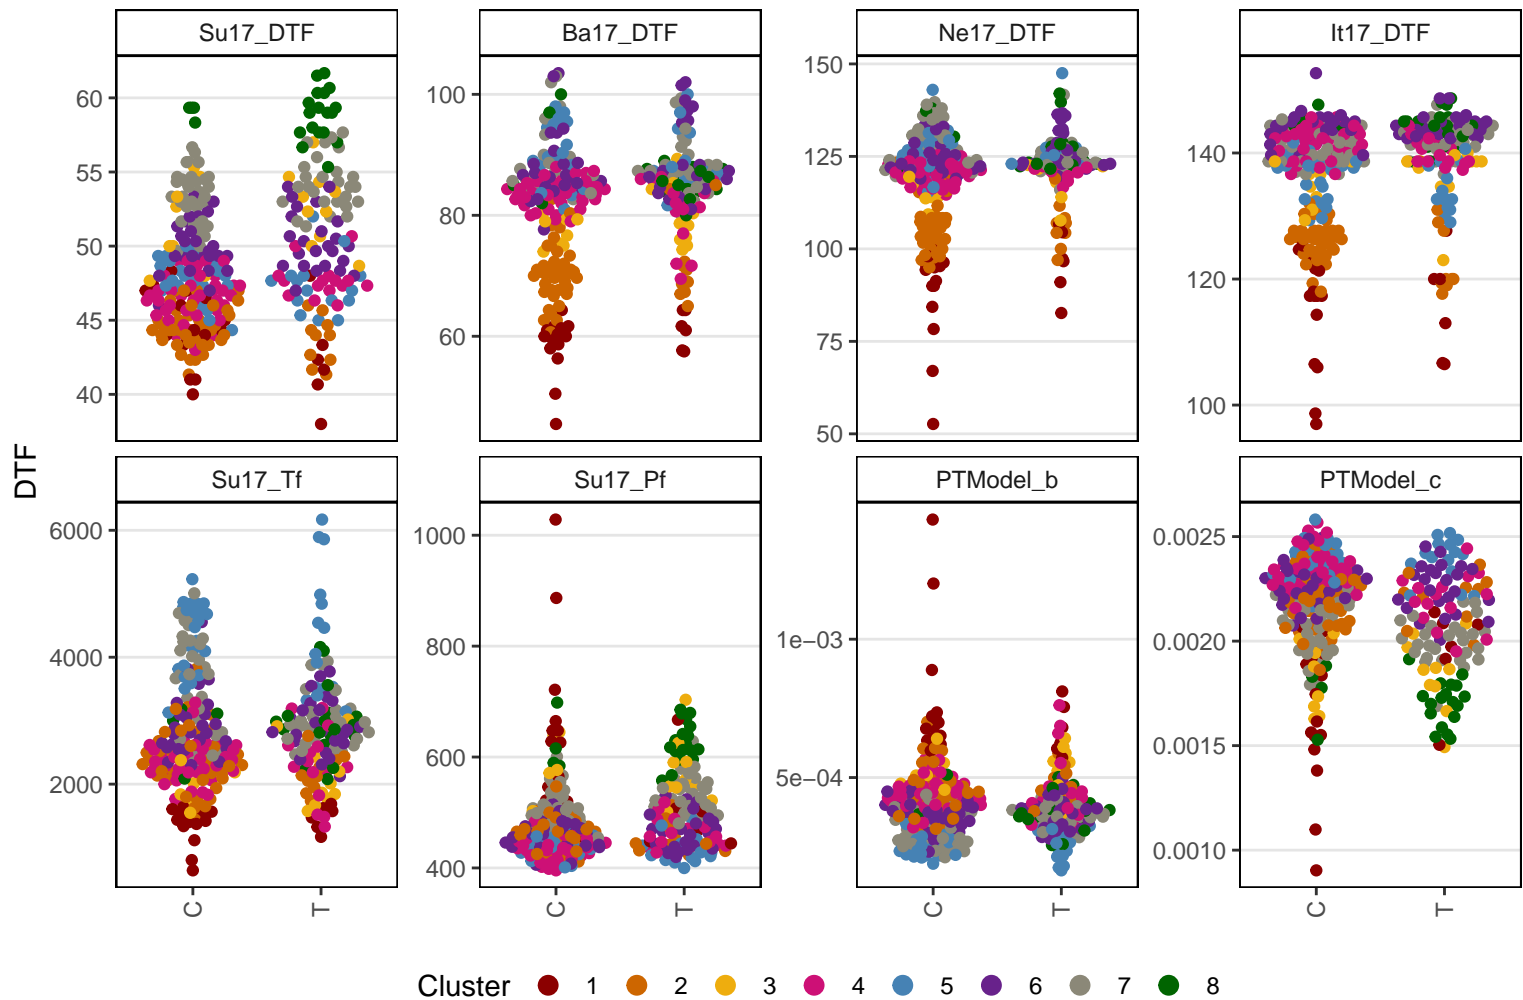 Su17_DTF Ba17_DTF Ne17_DTF It17_DTF
60 55 50 45 40
100 80 60
150 125 100 75 50
140 120 100
DTF
Su17_Tf Su17_Pf PTModel_b PTModel_c
6000 4000 2000
1000 800 600 400
1e−03 5e−04
0.0025 0.0020 0.0015 0.0010
C T C T C T C T
Cluster 1 2 3 4 5 6 7 8